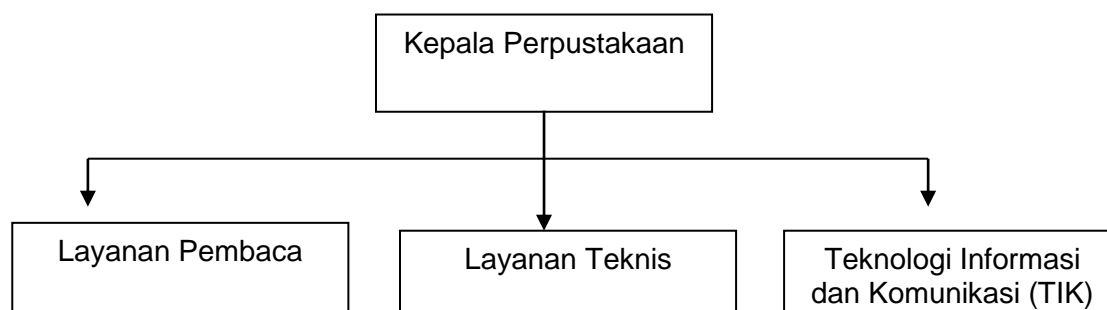 Kepala Perpustakaan
Layanan Pembaca
Layanan Teknis
Teknologi Informasi
dan Komunikasi (TIK)